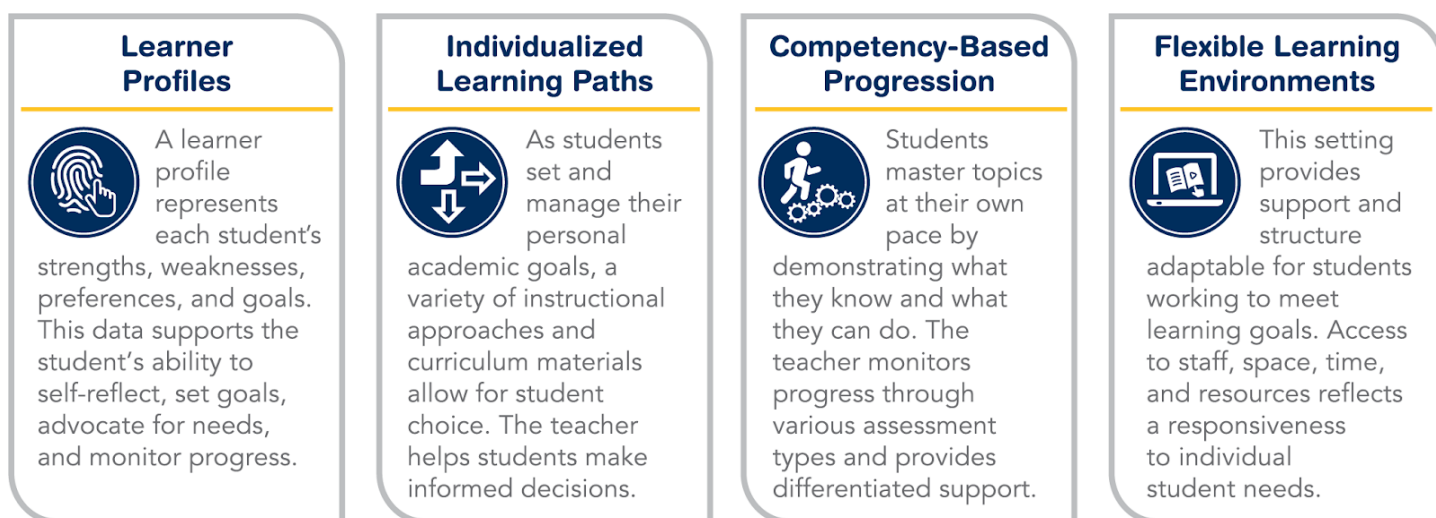 Learner
Profiles
A learner
profile
represents
each student's
strengths, weaknesses,
preferences, and goals.
This data supports the
student's ability to
self-reflect, set goals,
advocate for needs,
and monitor progress.
Individualized
Learning Paths
As students
set and
manage their
personal
academic goals, a
variety of instructional
approaches and
curriculum materials
allow for student
choice. The teacher
helps students make
informed decisions.
Competency-Based
Progression
Students
master topics
at their own
pace by
demonstrating what
they know and what
they can do. The
teacher monitors
progress through
various assessment
types and provides
differentiated support.
Flexible Learning
Environments
This setting
provides
support and
structure
adaptable for students
working to meet
learning goals. Access
to staff, space, time,
and resources reflects
a responsiveness
to individual
student needs.